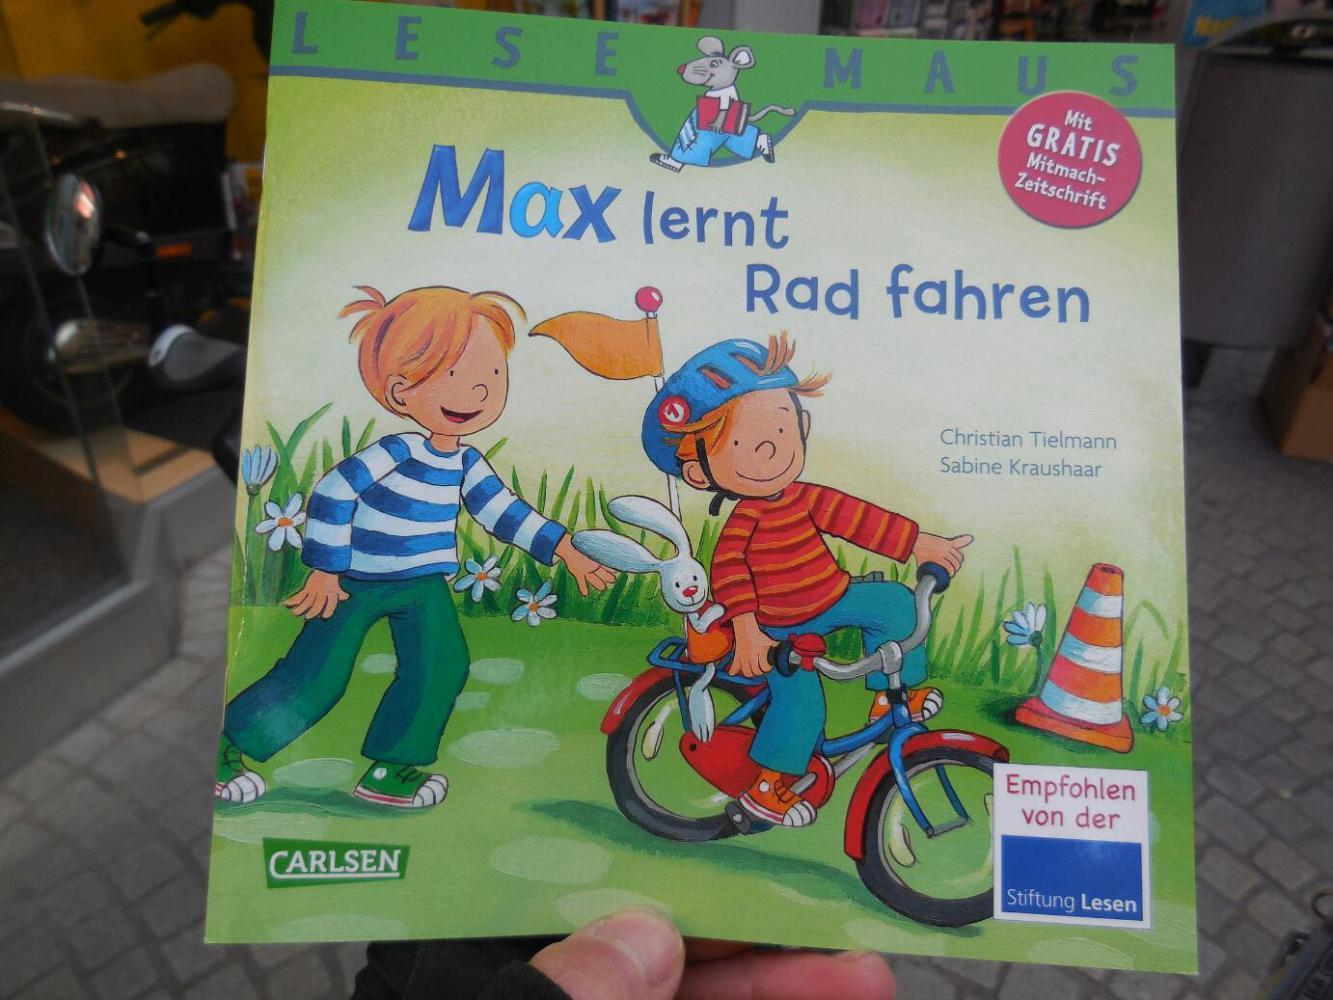 LESE MAUS
Mit
GRATIS
Mitmach-
Zeitschrift
Max lernt
Rad fahren
Christian Tielmann
Sabine Kraushaar
Empfohlen
von der
Stiftung Lesen
CARLSEN